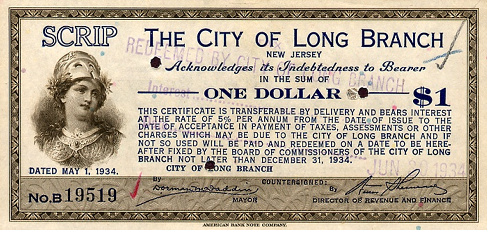 SCRIP
THE CITY OF LONG BRANCH
NEW JERSEY
Acknowledges its Indebtedness to Bearer
IN THE SUM OF
ONE DOLLAR $1
REDEEMED BY CITY OF LONG BRANCH
Interest
THIS CERTIFICATE IS TRANSFERABLE BY DELIVERY AND BEARS INTEREST
AT THE RATE OF 5% PER ANNUM FROM THE DATE OF ISSUE TO THE
DATE OF ACCEPTANCE IN PAYMENT OF TAXES, ASSESSMENTS OR OTHER
CHARGES WHICH MAY BE DUE TO THE CITY OF LONG BRANCH AND IF
NOT SO USED WILL BE PAID AND REDEEMED ON A DATE TO BE HERE-
AFTER FIXED BY THE BOARD OF COMMISSIONERS OF THE CITY OF LONG
BRANCH NOT LATER THAN DECEMBER 31, 1934.
1934
DATED MAY 1, 1934.
CITY OF LONG BRANCH
No.B 19519
BY
MAYOR
COUNTERSIGNED:
BY
DIRECTOR OF REVENUE AND FINANCE
AMERICAN BANK NOTE COMPANY.